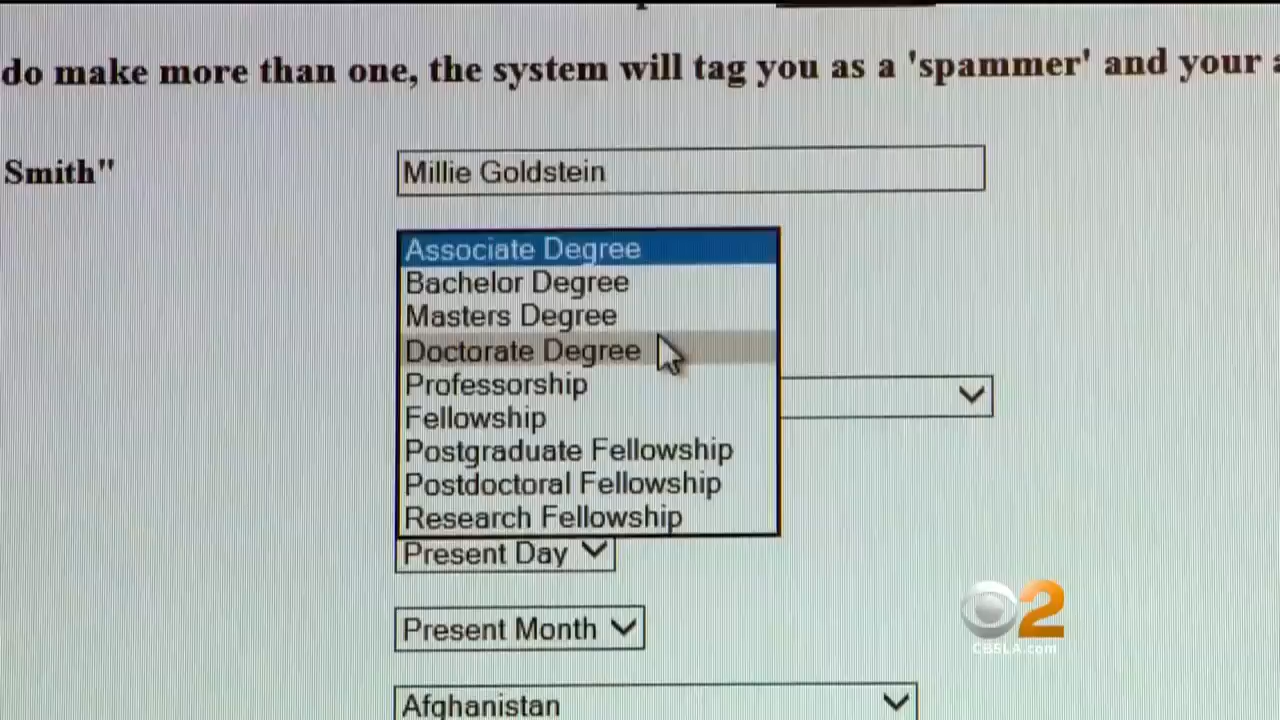 do make more than one, the system will tag you as a 'spammer' and your a
Smith"
Millie Goldstein
Associate Degree
Bachelor Degree
Masters Degree
Doctorate Degree
Professorship
Fellowship
Postgraduate Fellowship
Postdoctoral Fellowship
Research Fellowship
Present Day
Present Month
Afghanistan
2
CBSLA.com